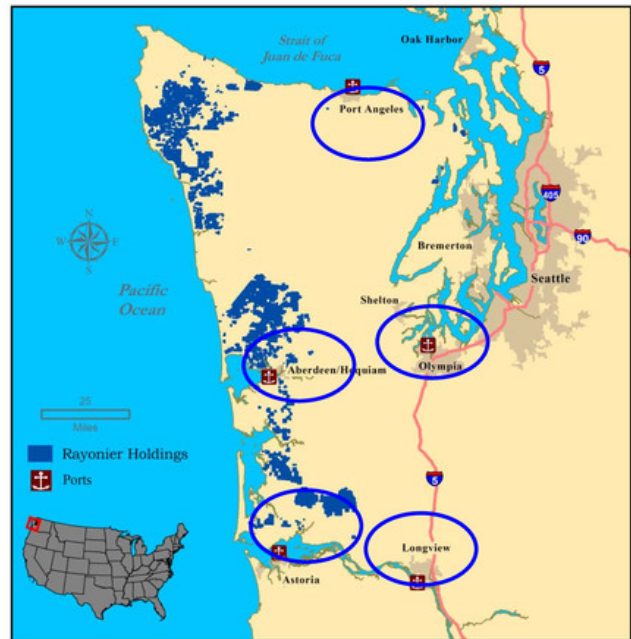 Oak Harbor
Strait of
Juan de Fuca
5
Port Angeles
405
N
W E
S
90
Bremerton
Seattle
Pacific
Ocean
Shelton
Aberdeen/Hoquiam
Olympia
25
Miles
Rayonier Holdings
5
Ports
Longview
Astoria